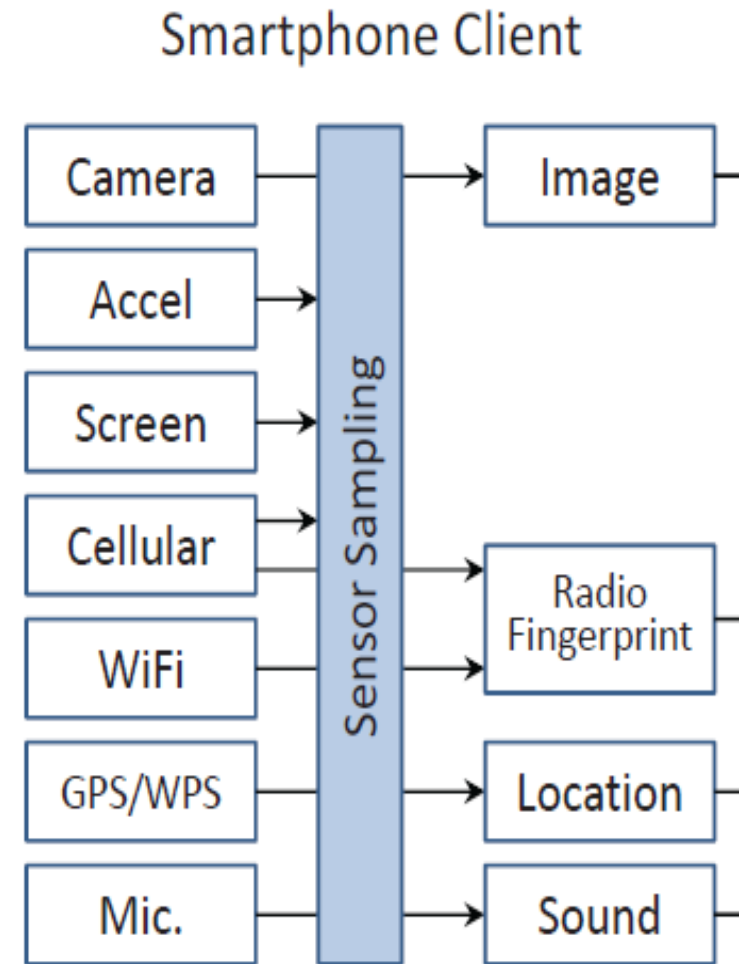 Smartphone Client
Camera
Image
Accel
Screen
Cellular
Sensor Sampling
Radio
Fingerprint
WiFi
GPS/WPS
Location
Mic.
Sound